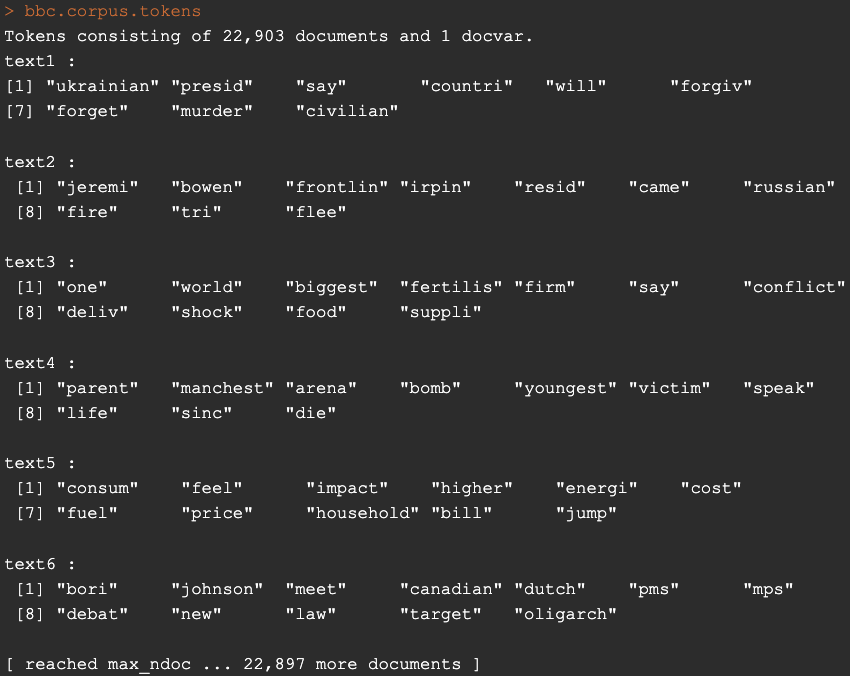 > bbc.corpus.tokens
Tokens consisting of 22,903 documents and 1 docvar.
text1 :
[1] "ukrainian" "presid"    "say"       "countri"   "will"      "forgiv"
[7] "forget"    "murder"    "civilian"

text2 :
 [1] "jeremi"   "bowen"    "frontlin" "irpin"    "resid"    "came"     "russian"
 [8] "fire"     "tri"      "flee"

text3 :
 [1] "one"      "world"    "biggest"  "fertilis" "firm"     "say"      "conflict"
 [8] "deliv"    "shock"    "food"     "suppli"

text4 :
 [1] "parent"   "manchest" "arena"    "bomb"     "youngest" "victim"   "speak"
 [8] "life"     "sinc"     "die"

text5 :
 [1] "consum"    "feel"      "impact"    "higher"    "energi"    "cost"
 [7] "fuel"      "price"     "household" "bill"      "jump"

text6 :
 [1] "bori"     "johnson"  "meet"     "canadian" "dutch"    "pms"      "mps"
 [8] "debat"    "new"      "law"      "target"   "oligarch"

[ reached max_ndoc ... 22,897 more documents ]